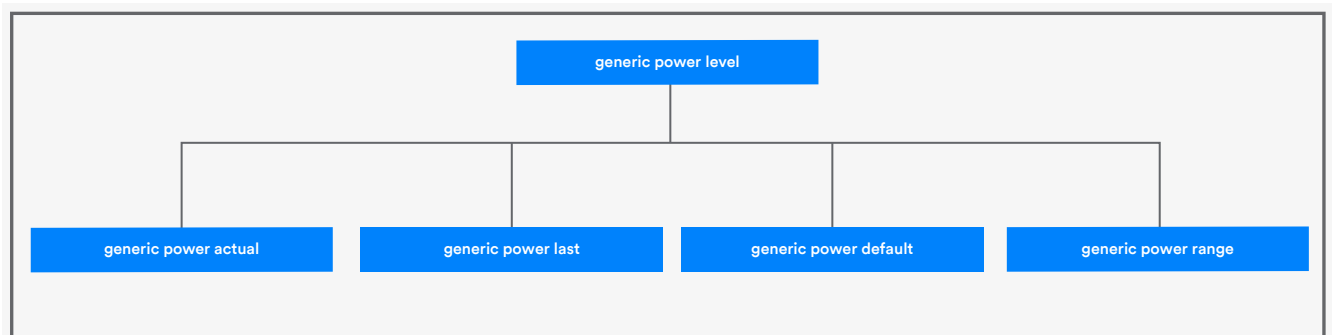 generic power level
generic power actual
generic power last
generic power default
generic power range